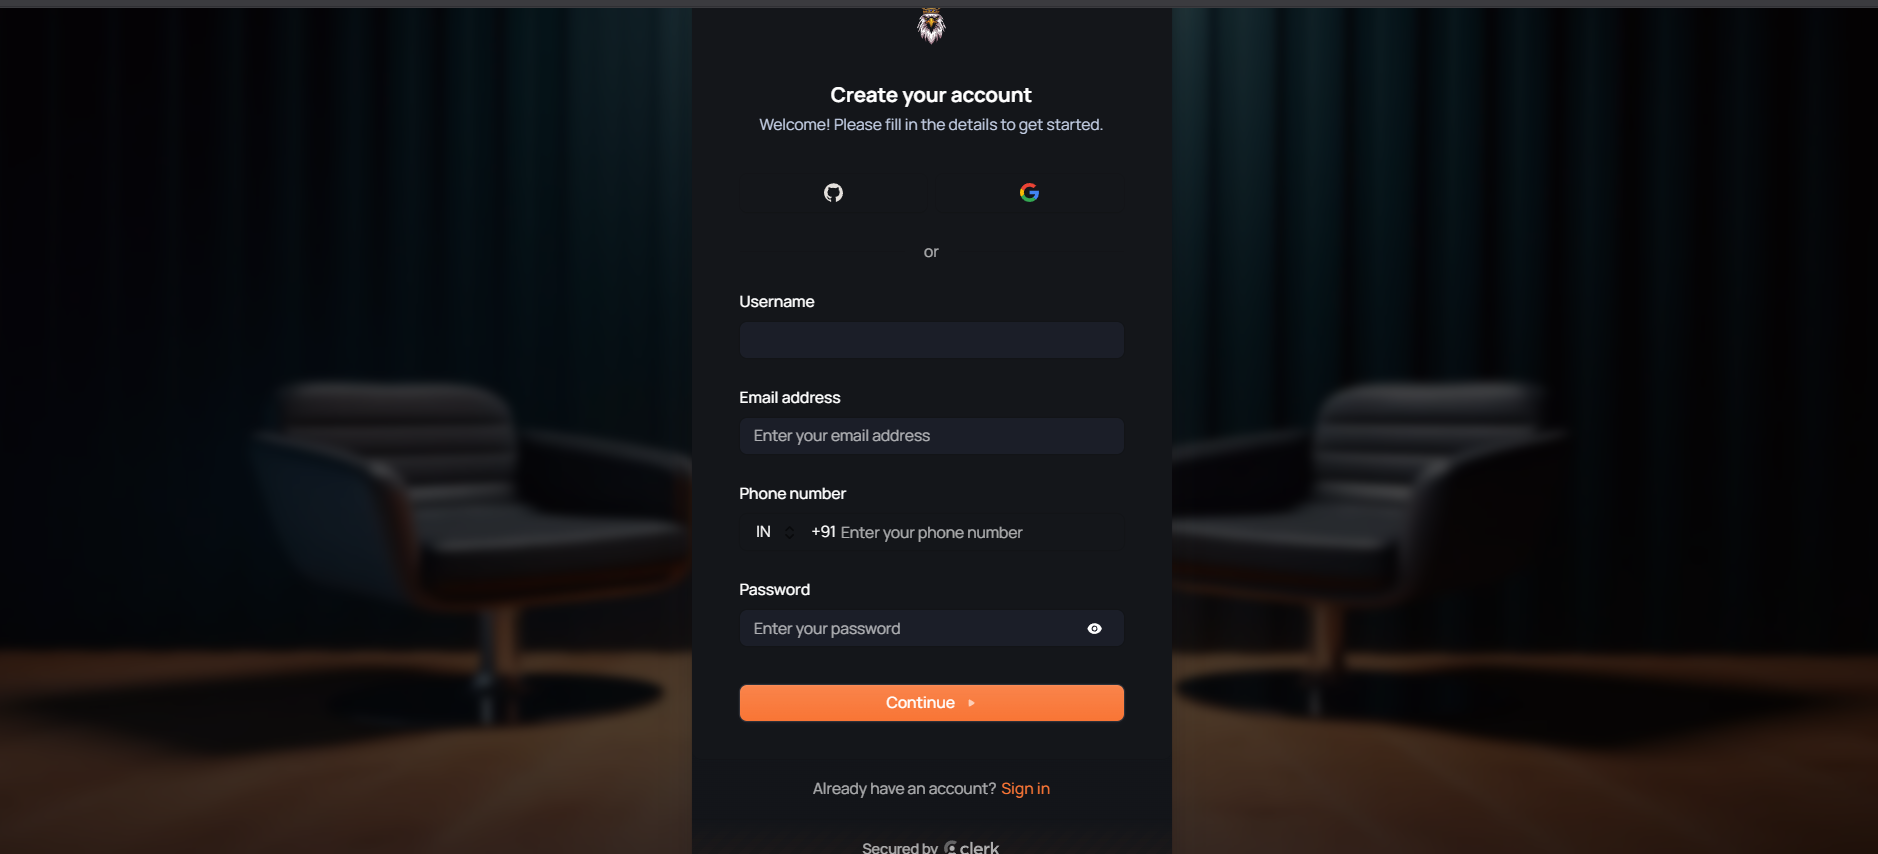 Create your account
Welcome! Please fill in the details to get started.
or
Username
Email address
Enter your email address
Phone number
IN +91 Enter your phone number
Password
Enter your password
Continue
Already have an account? Sign in
Secured by clerk